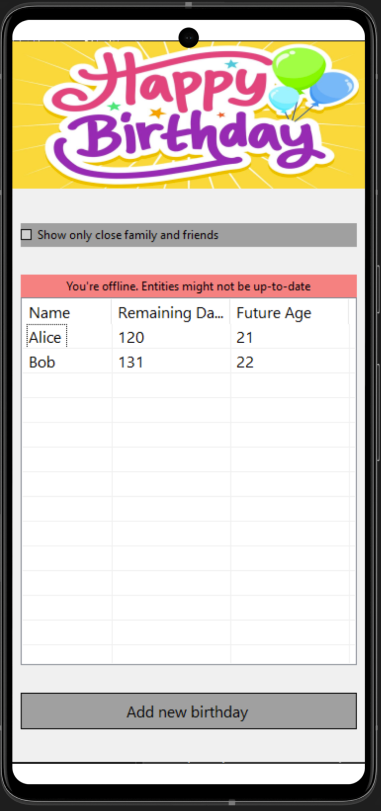 Happy
Birthday
Show only close family and friends
You're offline. Entities might not be up-to-date
Name Remaining Da... Future Age
Alice 120 21
Bob 131 22
Add new birthday